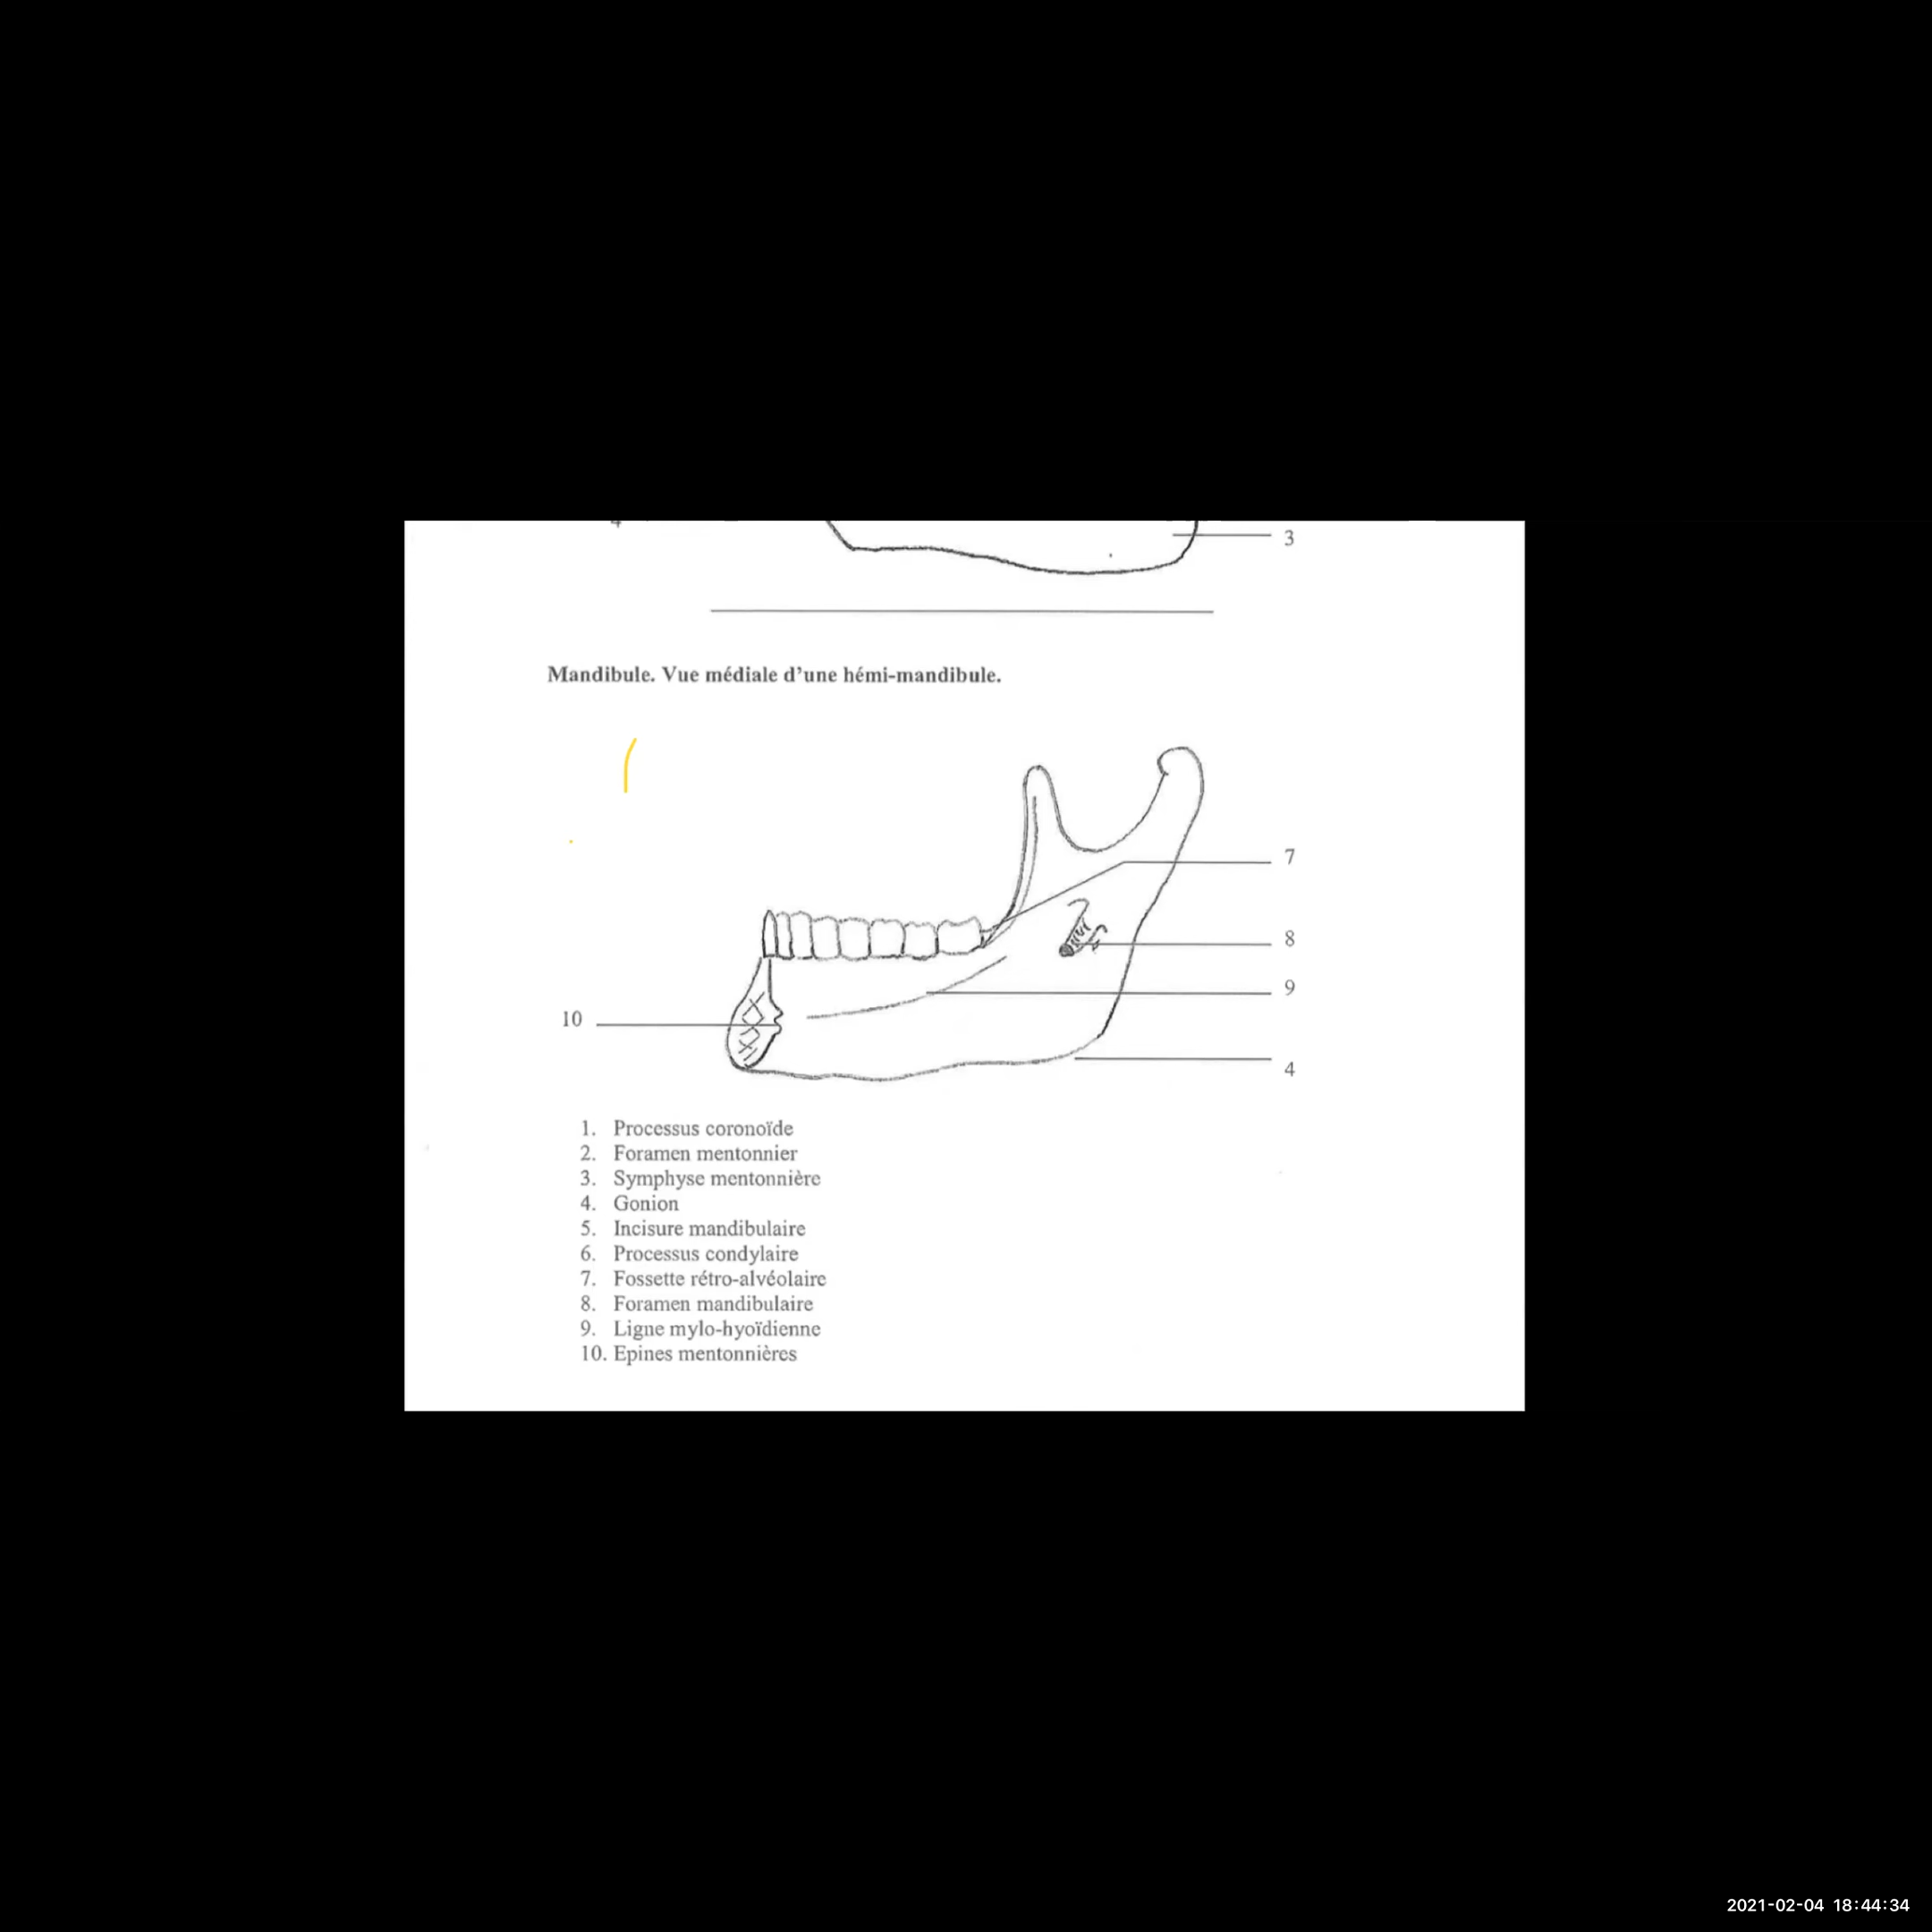 4
3
Mandibule. Vue médiale d'une hémi-mandibule.
7
8
9
10
4
1. Processus coronoïde
2. Foramen mentonnier
3. Symphyse mentonnière
4. Gonion
5. Incisure mandibulaire
6. Processus condylaire
7. Fossette rétro-alvéolaire
8. Foramen mandibulaire
9. Ligne mylo-hyoïdienne
10. Epines mentonnières
2021-02-04 18:44:34